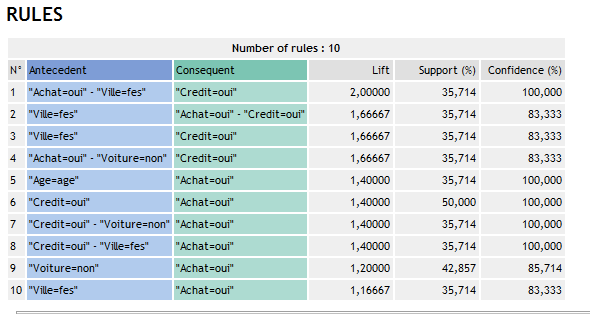 RULES
Number of rules : 10
N° Antecedent Consequent Lift Support (%) Confidence (%)
1 "Achat=oui" - "Ville=fes" "Credit=oui" 2,00000 35,714 100,000
2 "Ville=fes" "Achat=oui" - "Credit=oui" 1,66667 35,714 83,333
3 "Ville=fes" "Credit=oui" 1,66667 35,714 83,333
4 "Achat=oui" - "Voiture=non" "Credit=oui" 1,66667 35,714 83,333
5 "Age=age" "Achat=oui" 1,40000 35,714 100,000
6 "Credit=oui" "Achat=oui" 1,40000 50,000 100,000
7 "Credit=oui" - "Voiture=non" "Achat=oui" 1,40000 35,714 100,000
8 "Credit=oui" - "Ville=fes" "Achat=oui" 1,40000 35,714 100,000
9 "Voiture=non" "Achat=oui" 1,20000 42,857 85,714
10 "Ville=fes" "Achat=oui" 1,16667 35,714 83,333